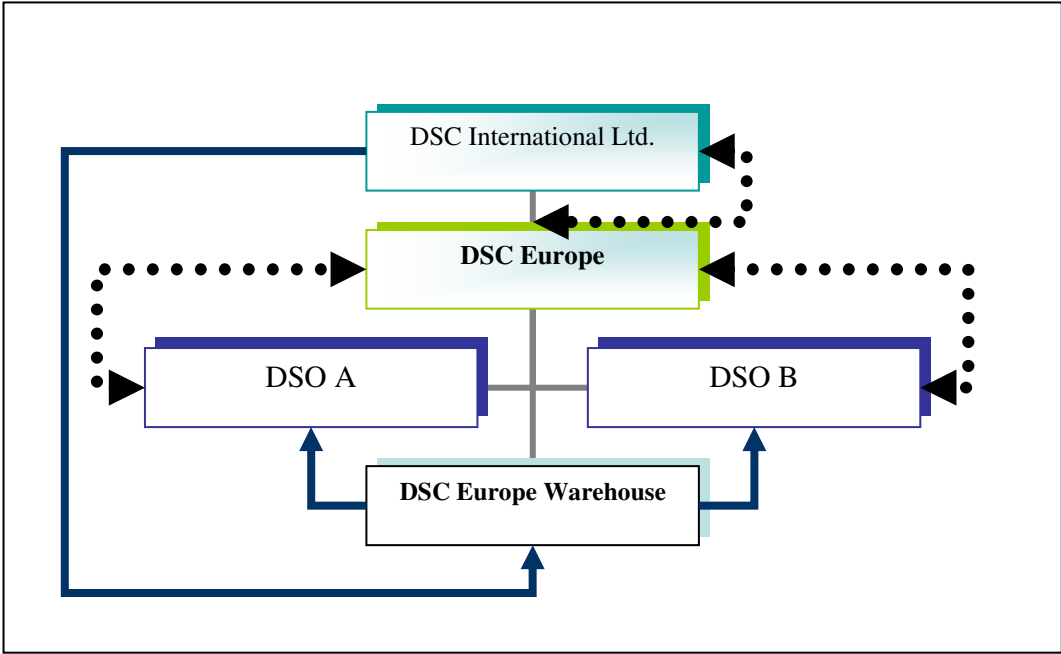 DSC International Ltd.
DSC Europe
DSO A
DSO B
DSC Europe Warehouse